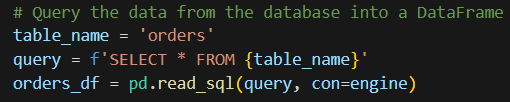 # Query the data from the database into a DataFrame
table_name = 'orders'
query = f'SELECT * FROM {table_name}'
orders_df = pd.read_sql(query, con=engine)